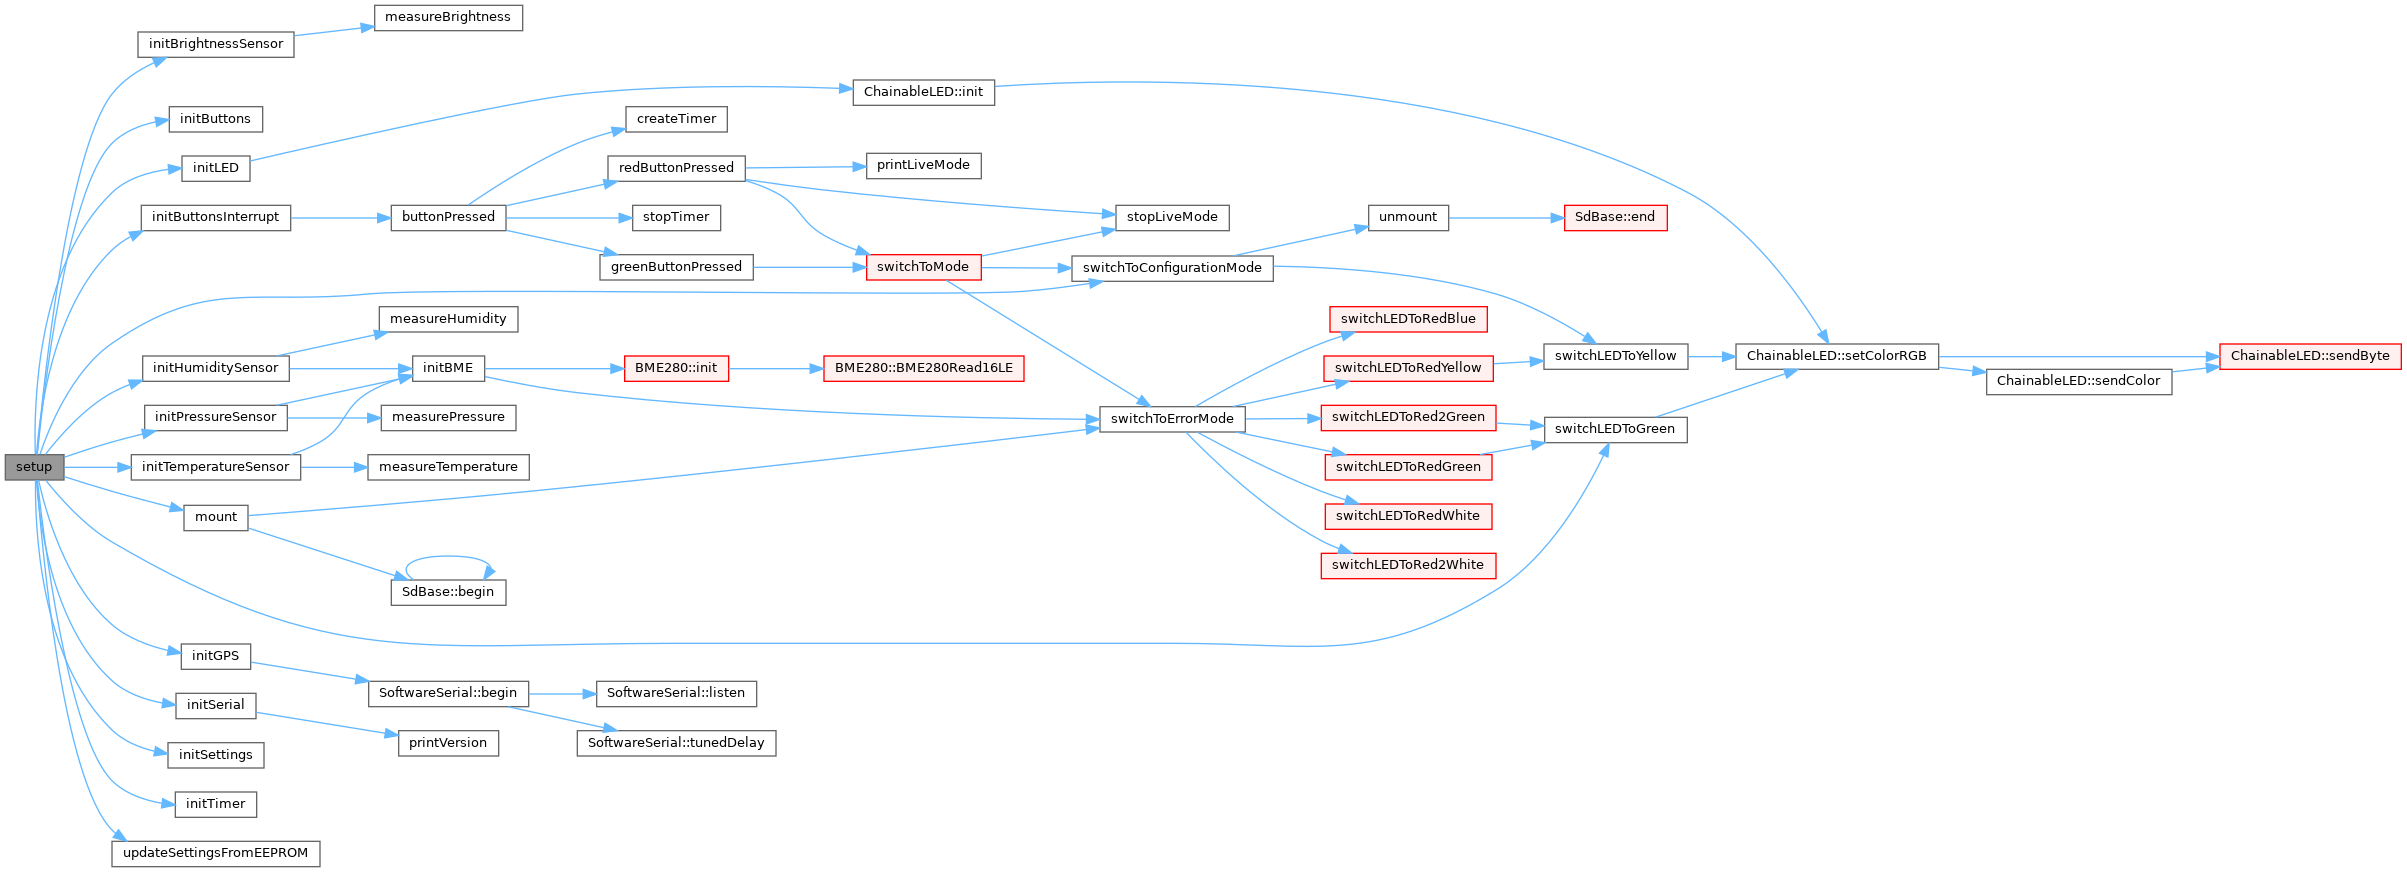 setup
initBrightnessSensor
measureBrightness
initButtons
initLED
initButtonsInterrupt
initHumiditySensor
initPressureSensor
initTemperatureSensor
mount
initGPS
initSerial
initSettings
initTimer
updateSettingsFromEEPROM
buttonPressed
measureHumidity
initBME
measurePressure
measureTemperature
SdBase::begin
SoftwareSerial::begin
printVersion
createTimer
redButtonPressed
stopTimer
greenButtonPressed
BME280::init
SoftwareSerial::listen
SoftwareSerial::tunedDelay
ChainableLED::init
printLiveMode
switchToMode
BME280::BME280Read16LE
stopLiveMode
switchToConfigurationMode
switchToErrorMode
unmount
switchLEDToRedBlue
switchLEDToRedYellow
switchLEDToRed2Green
switchLEDToRedGreen
switchLEDToRedWhite
switchLEDToRed2White
SdBase::end
switchLEDToYellow
switchLEDToGreen
ChainableLED::setColorRGB
ChainableLED::sendColor
ChainableLED::sendByte